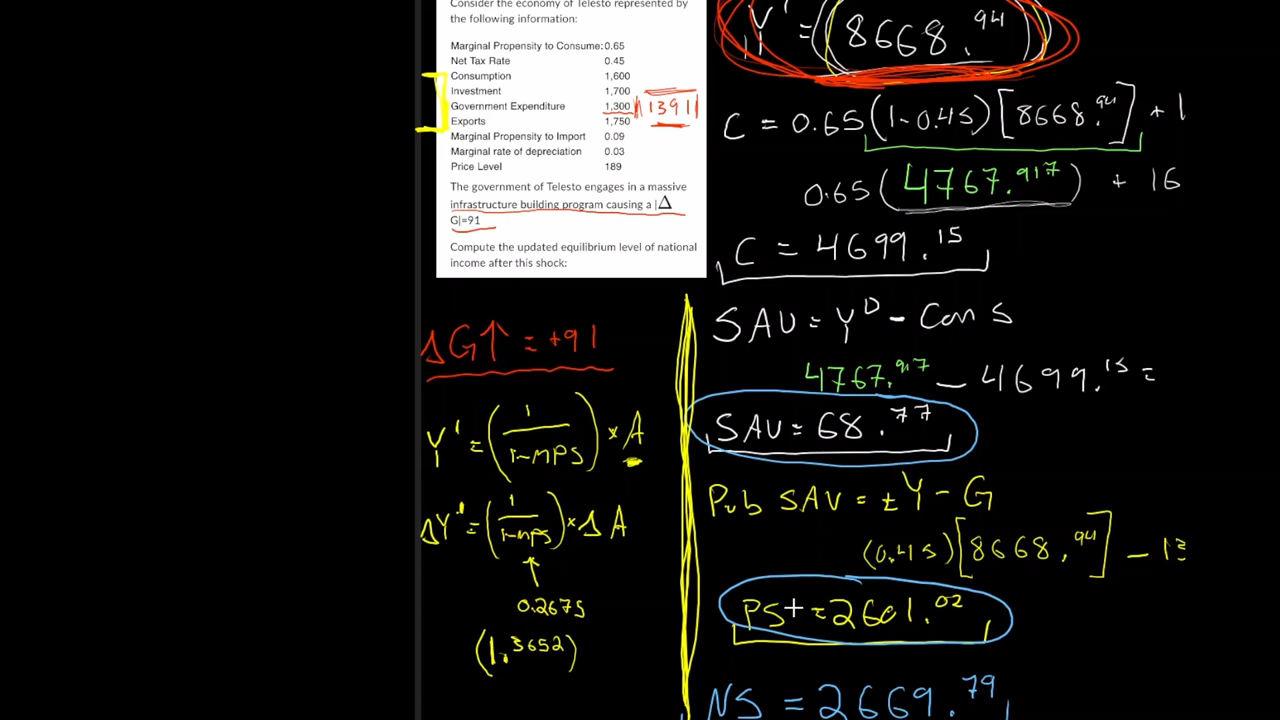 Consider the economy of Telesto represented by
the following information:
Marginal Propensity to Consume: 0.65
Net Tax Rate 0.45
Consumption 1,600
Investment 1,700
Government Expenditure 1,300 1391
Exports 1,750
Marginal Propensity to Import 0.09
Marginal rate of depreciation 0.03
Price Level 189
The government of Telesto engages in a massive
infrastructure building program causing a |Δ
G|=91
Compute the updated equilibrium level of national
income after this shock:
ΔG↑ = +91
Y' = (1/1-MPS) × A
ΔY' = (1/1-MPS) × ΔA
↑
0.2675
(1.3652)
Y' = (8668.94)
C = 0.65 (1-0.45) [8668.94] + 1
0.65 (4767.917) + 16
C = 4699.15
SAV = Y^D - Cons
4767.917 - 4699.15 =
SAV = 68.77
Pub SAV = tY - G
(0.45) [8668.94] - 13
PS = 2601.02
NS = 2669.79